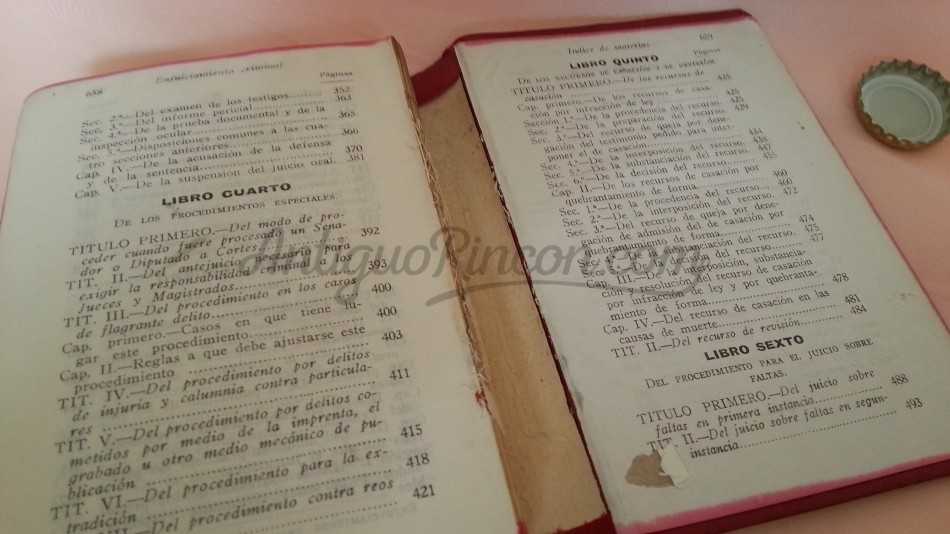 658
Enjuiciamiento criminal
Páginas
Sec. 2.ª—Del examen de los testigos... 352
Sec. 3.ª—Del informe pericial... 363
Sec. 4.ª—De la prueba documental y de la
inspección ocular... 365
Sec. 5.ª—Disposiciones comunes a las cua-
tro secciones anteriores... 366
Cap. IV.—De la acusación de la defensa
y de la sentencia... 370
Cap. V.—De la suspensión del juicio oral. 381
LIBRO CUARTO
DE LOS PROCEDIMIENTOS ESPECIALES
TITULO PRIMERO.—Del modo de pro-
ceder cuando fuere procesado un Sena-
dor o Diputado a Cortes... 392
TIT. II.—Del antejuicio necesario para
exigir la responsabilidad criminal a los
Jueces y Magistrados... 393
TIT. III.—Del procedimiento en los casos
de flagrante delito... 400
Cap. primero.—Casos en que tiene lu-
gar este procedimiento... 400
Cap. II.—Reglas a que debe ajustarse este
procedimiento... 403
TIT. IV.—Del procedimiento por delitos
de injuria y calumnia contra particula-
res... 411
TIT. V.—Del procedimiento por delitos co-
metidos por medio de la imprenta, el
grabado u otro medio mecánico de pu-
blicación... 415
TIT. VI.—Del procedimiento para la ex-
tradición... 418
Del procedimiento contra reos
421
Indice de materias
659
Páginas
LIBRO QUINTO
DE LOS RECURSOS DE CASACIÓN Y DE REVISIÓN
TITULO PRIMERO.—De los recursos de
casación... 425
Cap. primero.—De los recursos de casa-
ción por infracción de ley... 425
Sección 1.ª—De la procedencia del recurso. 425
Sec. 2.ª—De la preparación del recurso. 429
Sec. 3.ª—Del recurso de queja por dene-
gación del testimonio pedido para inter-
poner el de casación... 434
Sec. 4.ª—De la interposición del recurso. 438
Sec. 5.ª—De la substanciación del recurso. 447
Sec. 6.ª—De la decisión del recurso... 455
Cap. II.—De los recursos de casación por
quebrantamiento de forma... 460
Sec. 1.ª—De la procedencia del recurso... 460
Sec. 2.ª—De la interposición del recurso. 472
Sec. 3.ª—Del recurso de queja por dene-
gación de admisión del de casación por
quebrantamiento de forma... 474
Sec. De la substanciación del recurso. 475
Cap. III.—De la interposición, substancia-
ción y resolución del recurso de casación 477
por infracción de ley y por quebranta-
miento de forma... 478
Cap. IV.—Del recurso de casación en las
causas de muerte... 481
TIT. II.—Del recurso de revisión... 484
LIBRO SEXTO
DEL PROCEDIMIENTO PARA EL JUICIO SOBRE
FALTAS.
TITULO PRIMERO.—Del juicio sobre
faltas en primera instancia... 488
TIT. II.—Del juicio sobre faltas en segun-
da instancia... 493
AntiguoRincon.com